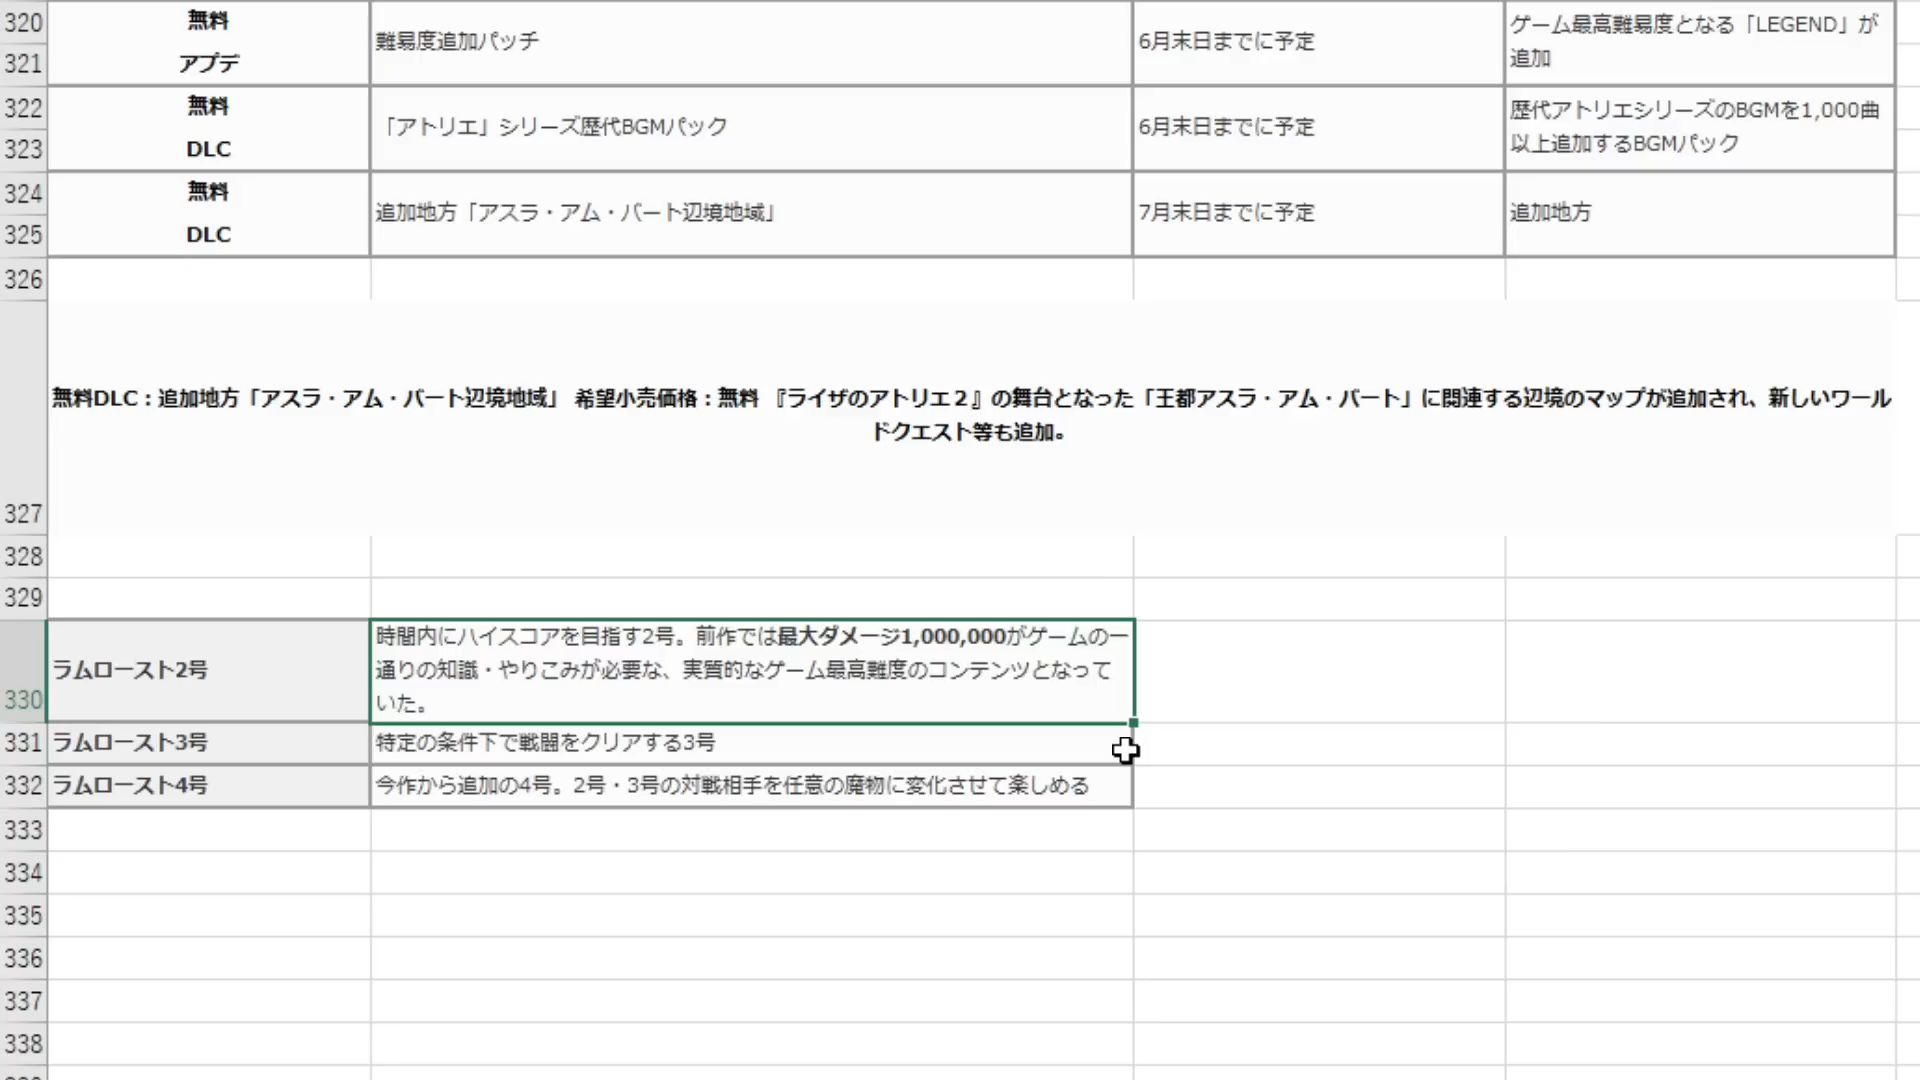 320 無料 難易度追加パッチ 6月末日までに予定 ゲーム最高難易度となる「LEGEND」が
321 アプデ 追加
322 無料 「アトリエ」シリーズ歴代BGMパック 6月末日までに予定 歴代アトリエシリーズのBGMを1,000曲
323 DLC 以上追加するBGMパック
324 無料 追加地方「アスラ・アム・バート辺境地域」 7月末日までに予定 追加地方
325 DLC
326
無料DLC：追加地方「アスラ・アム・バート辺境地域」 希望小売価格：無料 『ライザのアトリエ２』の舞台となった「王都アスラ・アム・バート」に関連する辺境のマップが追加され、新しいワール
ドクエスト等も追加。
327
328
329
時間内にハイスコアを目指す2号。前作では最大ダメージ1,000,000がゲームの一
ラムロースト2号 通りの知識・やりこみが必要な、実質的なゲーム最高難度のコンテンツとなって
330 いた。
331 ラムロースト3号 特定の条件下で戦闘をクリアする3号
332 ラムロースト4号 今作から追加の4号。2号・3号の対戦相手を任意の魔物に変化させて楽しめる
333
334
335
336
337
338